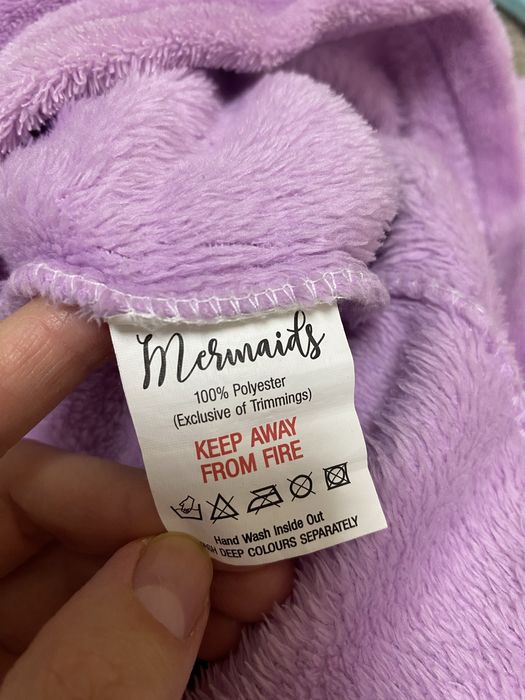 Mermaids
100% Polyester
(Exclusive of Trimmings)
KEEP AWAY
FROM FIRE
Hand Wash Inside Out
DEEP COLOURS SEPARATELY